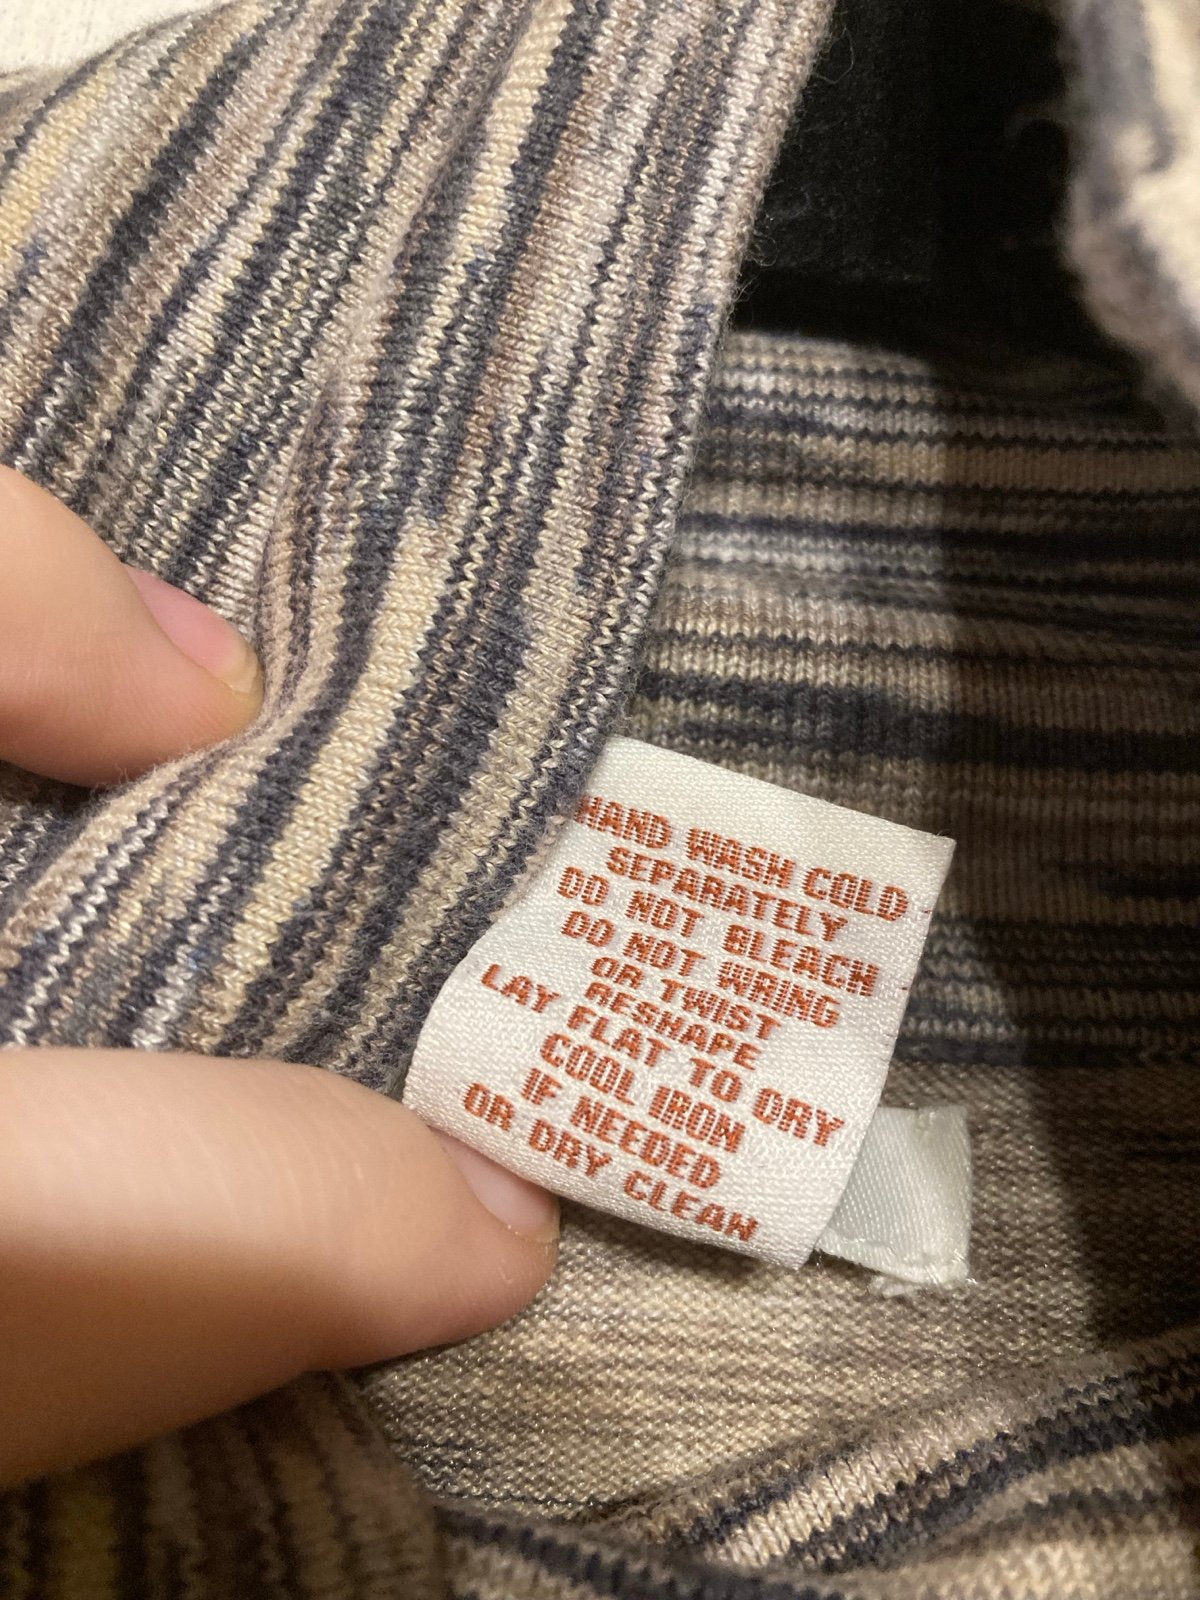 HAND WASH COLD
SEPARATELY
DO NOT BLEACH
DO NOT WRING
OR TWIST
RESHAPE
LAY FLAT TO DRY
COOL IRON
IF NEEDED
OR DRY CLEAN